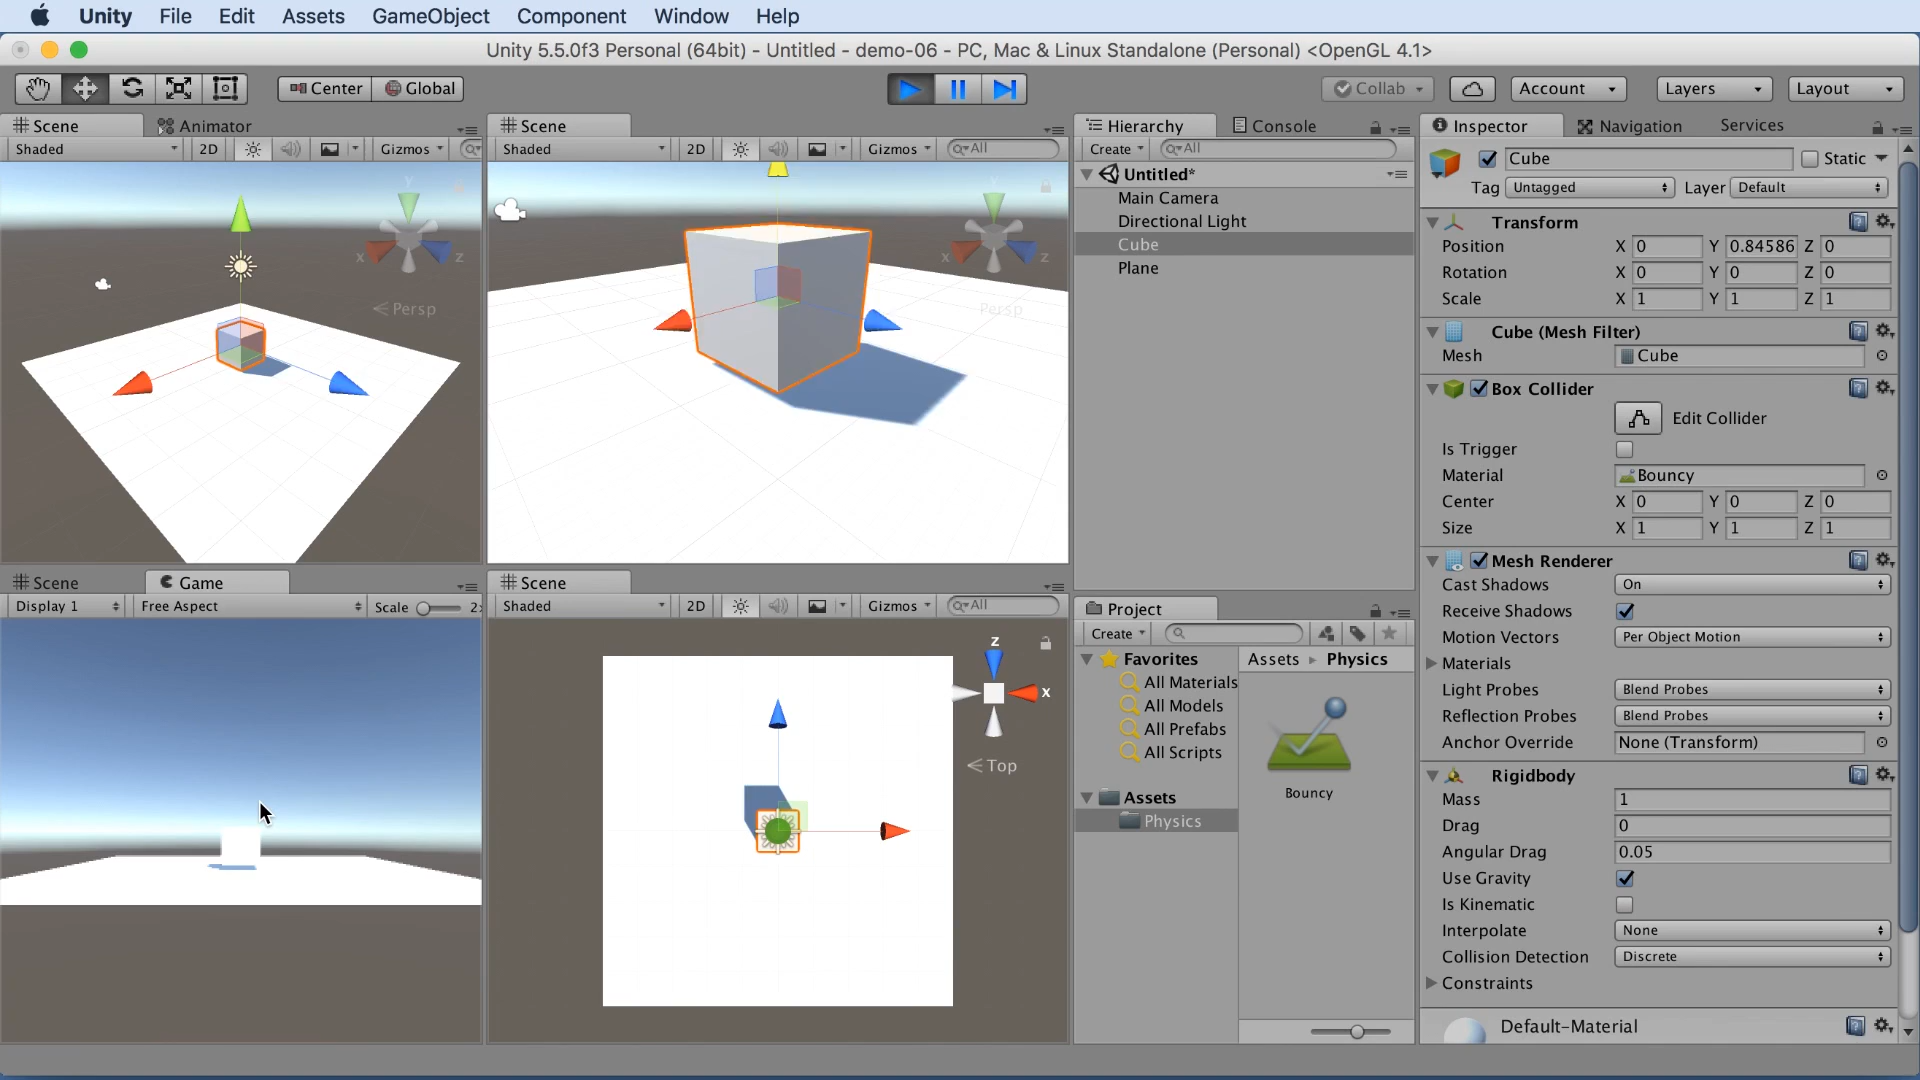 Unity File Edit Assets GameObject Component Window Help
Unity 5.5.0f3 Personal (64bit) - Untitled - demo-06 - PC, Mac & Linux Standalone (Personal) <OpenGL 4.1>
Center Global Collab Account Layers Layout
Scene Animator
Shaded 2D Gizmos
y
x z
Persp
Scene
Shaded 2D Gizmos All
y
x z
Persp
Scene Game
Display 1 Free Aspect Scale 2
Scene
Shaded 2D Gizmos All
z
x
Top
Hierarchy Console
Create All
Untitled*
Main Camera
Directional Light
Cube
Plane
Project
Create
Favorites
All Materials
All Models
All Prefabs
All Scripts
Assets
Physics
Assets Physics
Bouncy
Inspector Navigation Services
Cube Static
Tag Untagged Layer Default
Transform
Position X 0 Y 0.84586 Z 0
Rotation X 0 Y 0 Z 0
Scale X 1 Y 1 Z 1
Cube (Mesh Filter)
Mesh Cube
Box Collider
Edit Collider
Is Trigger
Material Bouncy
Center X 0 Y 0 Z 0
Size X 1 Y 1 Z 1
Mesh Renderer
Cast Shadows On
Receive Shadows
Motion Vectors Per Object Motion
Materials
Light Probes Blend Probes
Reflection Probes Blend Probes
Anchor Override None (Transform)
Rigidbody
Mass 1
Drag 0
Angular Drag 0.05
Use Gravity
Is Kinematic
Interpolate None
Collision Detection Discrete
Constraints
Default-Material